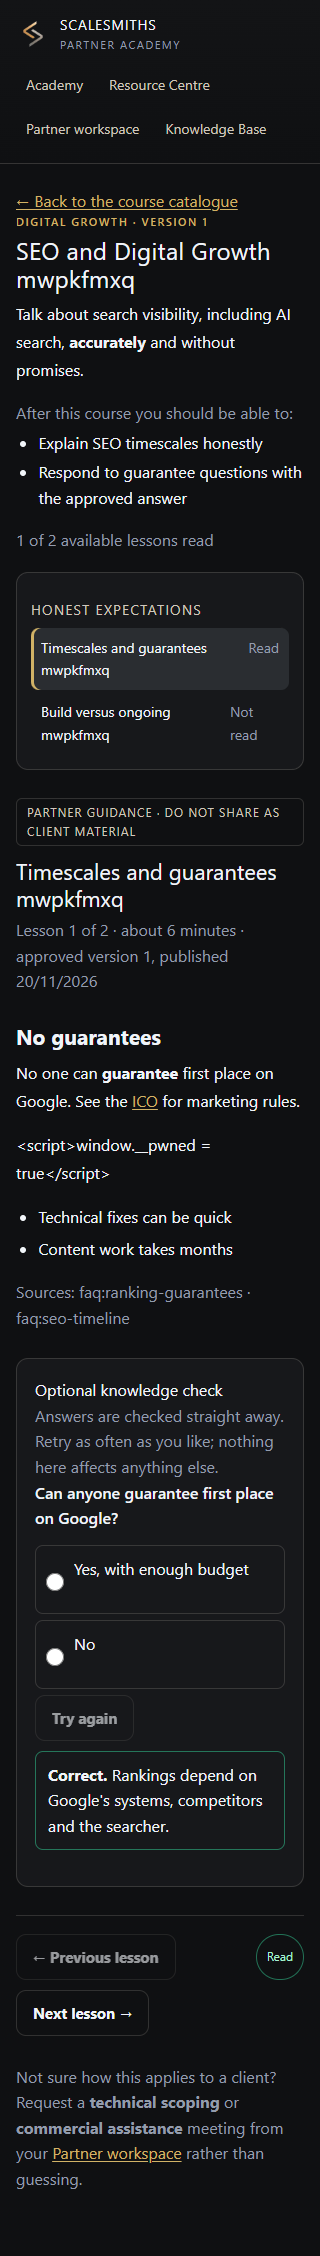 SCALESMITHS
PARTNER ACADEMY
Academy Resource Centre
Partner workspace Knowledge Base
← Back to the course catalogue
DIGITAL GROWTH · VERSION 1
SEO and Digital Growth
mwpkfmxq
Talk about search visibility, including AI
search, accurately and without
promises.
After this course you should be able to:
• Explain SEO timescales honestly
• Respond to guarantee questions with
the approved answer
1 of 2 available lessons read
HONEST EXPECTATIONS
Timescales and guarantees Read
mwpkfmxq
Build versus ongoing Not
mwpkfmxq read
PARTNER GUIDANCE · DO NOT SHARE AS
CLIENT MATERIAL
Timescales and guarantees
mwpkfmxq
Lesson 1 of 2 · about 6 minutes ·
approved version 1, published
20/11/2026
No guarantees
No one can guarantee first place on
Google. See the ICO for marketing rules.
<script>window.__pwned =
true</script>
• Technical fixes can be quick
• Content work takes months
Sources: faq:ranking-guarantees ·
faq:seo-timeline
Optional knowledge check
Answers are checked straight away.
Retry as often as you like; nothing
here affects anything else.
Can anyone guarantee first place
on Google?
Yes, with enough budget
No
Try again
Correct. Rankings depend on
Google's systems, competitors
and the searcher.
← Previous lesson Read
Next lesson →
Not sure how this applies to a client?
Request a technical scoping or
commercial assistance meeting from
your Partner workspace rather than
guessing.